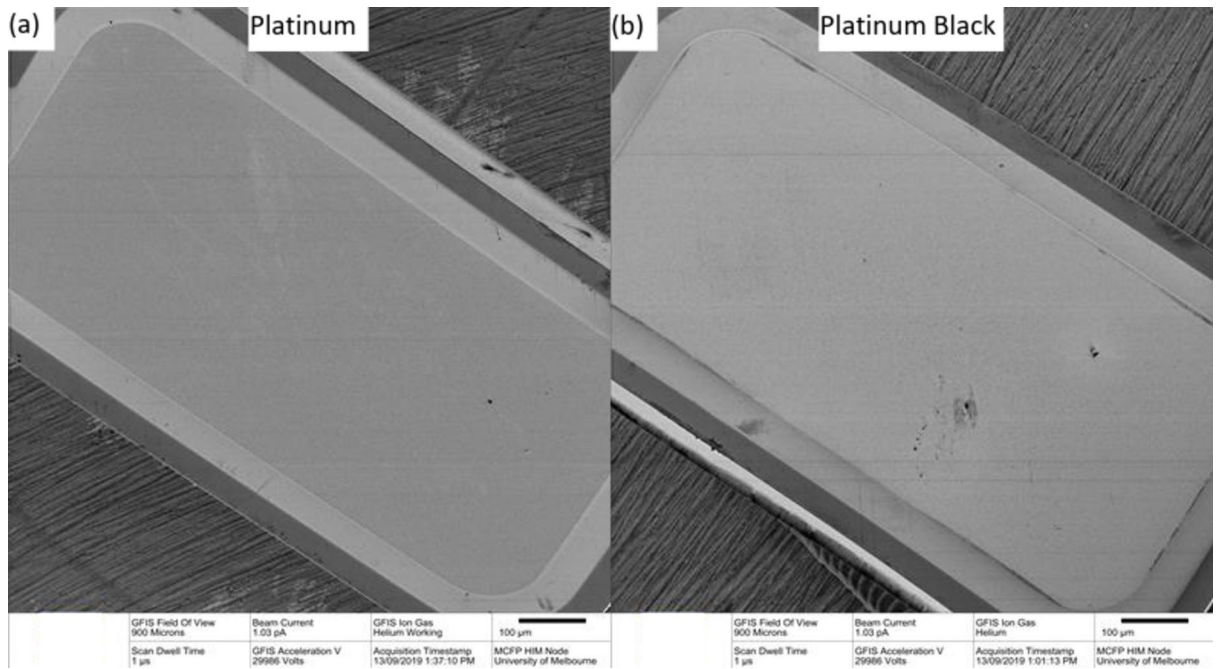 (a)
Platinum
(b)
Platinum Black
GFIS Field Of View
900 Microns
Beam Current
1.03 pA
GFIS Ion Gas
Helium Working
100 µm
Scan Dwell Time
1 µs
GFIS Acceleration V
29986 Volts
Acquisition Timestamp
13/09/2019 1:37:10 PM
MCFP HIM Node
University of Melbourne
GFIS Field Of View
900 Microns
Beam Current
1.03 pA
GFIS Ion Gas
Helium
100 µm
Scan Dwell Time
1 µs
GFIS Acceleration V
29986 Volts
Acquisition Timestamp
13/09/2019 1:01:13 PM
MCFP HIM Node
University of Melbourne